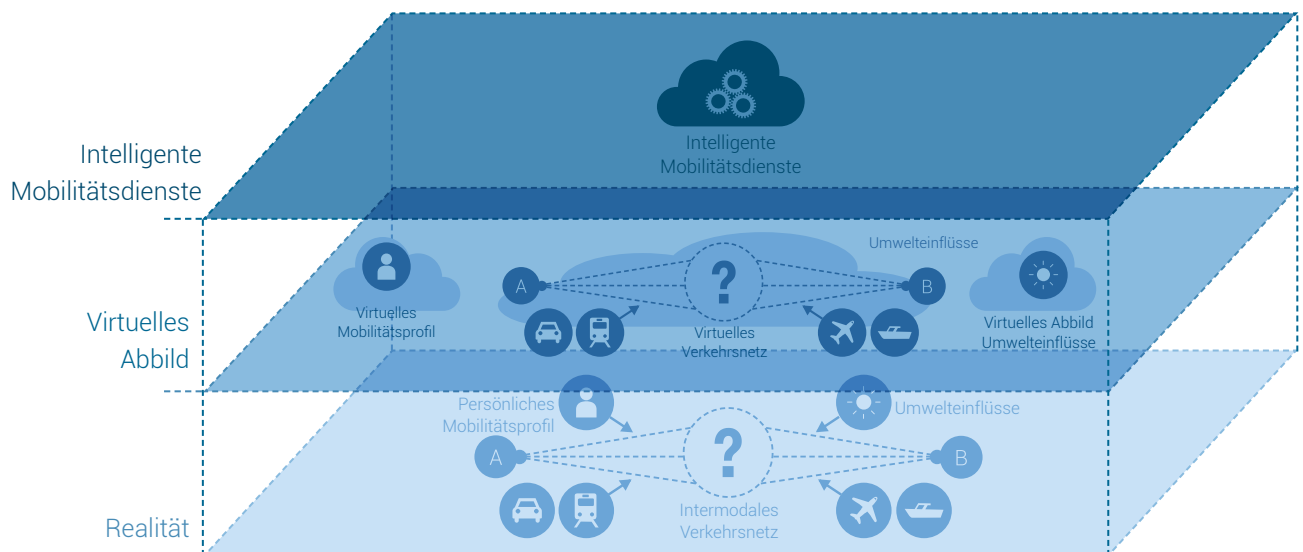 Intelligente
Mobilitätsdienste
Intelligente
Mobilitätsdienste
Umwelteinflüsse
A
?
B
Virtuelles
Mobilitätsprofil
Virtuelles
Verkehrsnetz
Virtuelles Abbild
Umwelteinflüsse
Virtuelles
Abbild
Persönliches
Mobilitätsprofil
Umwelteinflüsse
A
?
B
Intermodales
Verkehrsnetz
Realität